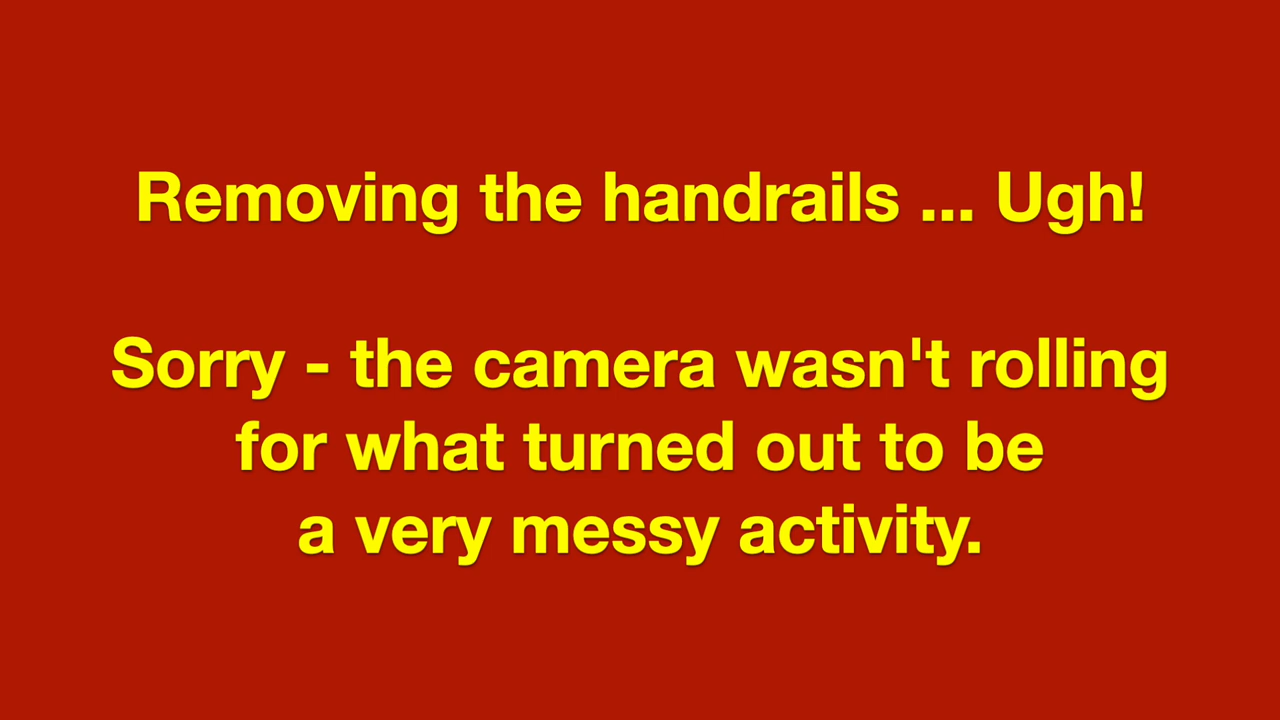 Removing the handrails ... Ugh!
Sorry - the camera wasn't rolling
for what turned out to be
a very messy activity.